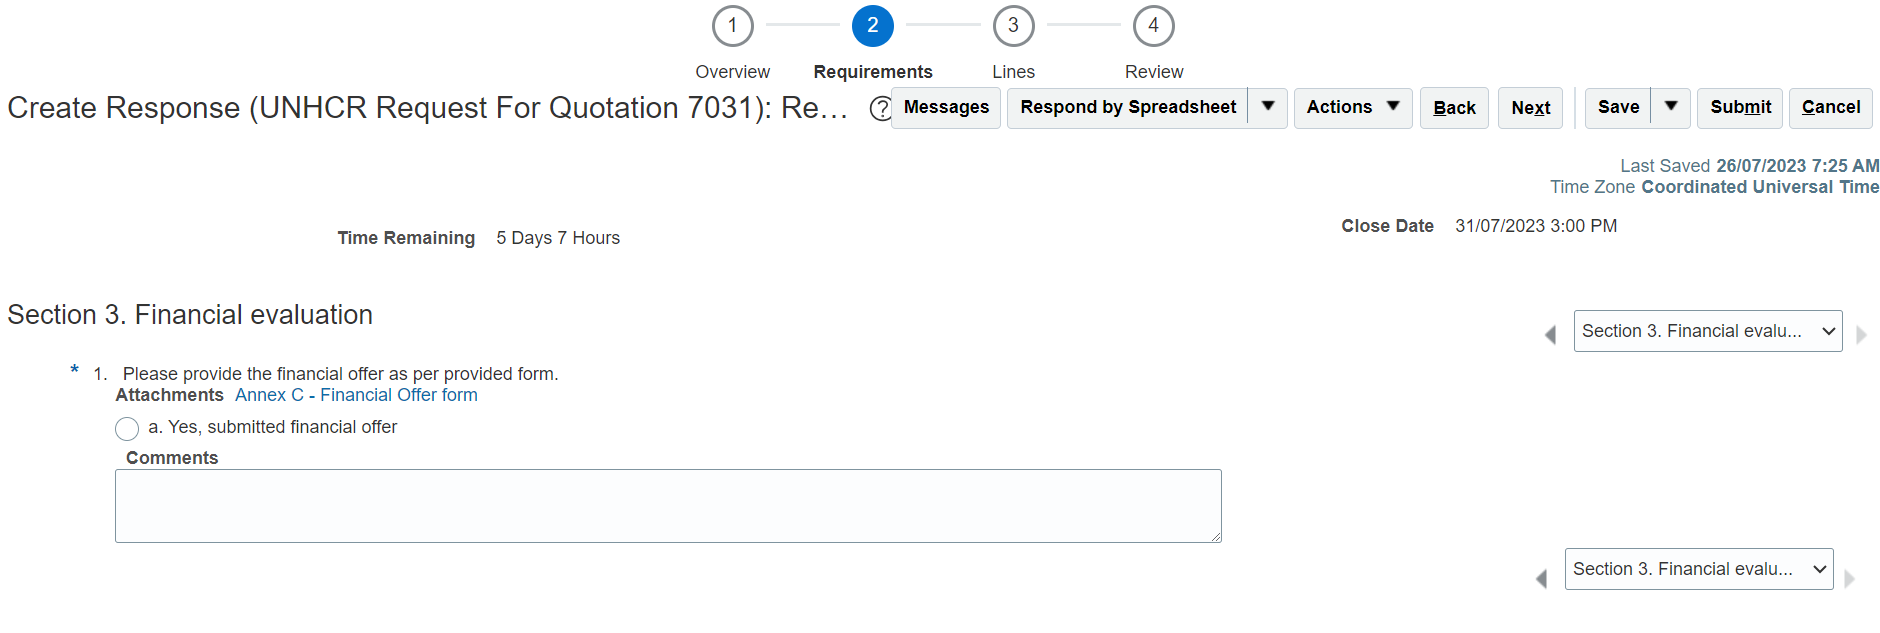 1 2 3 4
Overview Requirements Lines Review
Create Response (UNHCR Request For Quotation 7031): Re... ? Messages Respond by Spreadsheet Actions Back Next Save Submit Cancel
Last Saved 26/07/2023 7:25 AM
Time Zone Coordinated Universal Time
Time Remaining 5 Days 7 Hours Close Date 31/07/2023 3:00 PM
Section 3. Financial evaluation
Section 3. Financial evalu...
* 1. Please provide the financial offer as per provided form.
Attachments Annex C - Financial Offer form
a. Yes, submitted financial offer
Comments
Section 3. Financial evalu...